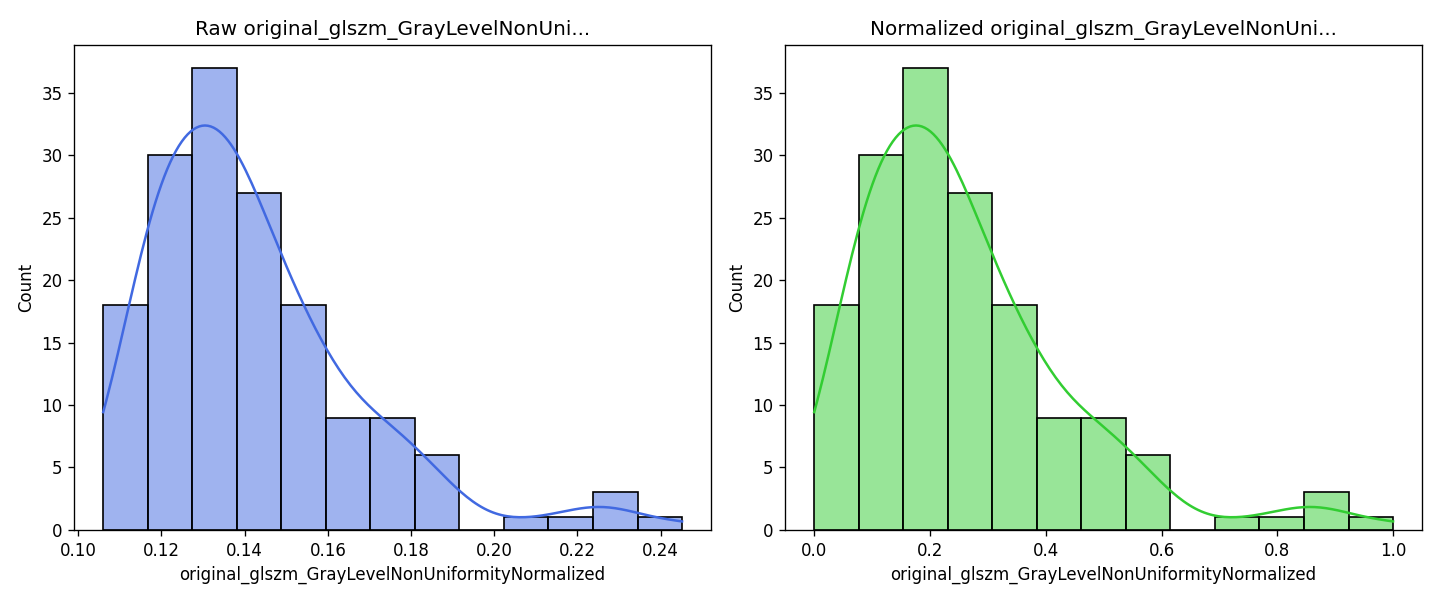 Raw original_glszm_GrayLevelNonUni...
Count
35
30
25
20
15
10
5
0
0.10 0.12 0.14 0.16 0.18 0.20 0.22 0.24
original_glszm_GrayLevelNonUniformityNormalized
Normalized original_glszm_GrayLevelNonUni...
Count
35
30
25
20
15
10
5
0
0.0 0.2 0.4 0.6 0.8 1.0
original_glszm_GrayLevelNonUniformityNormalized